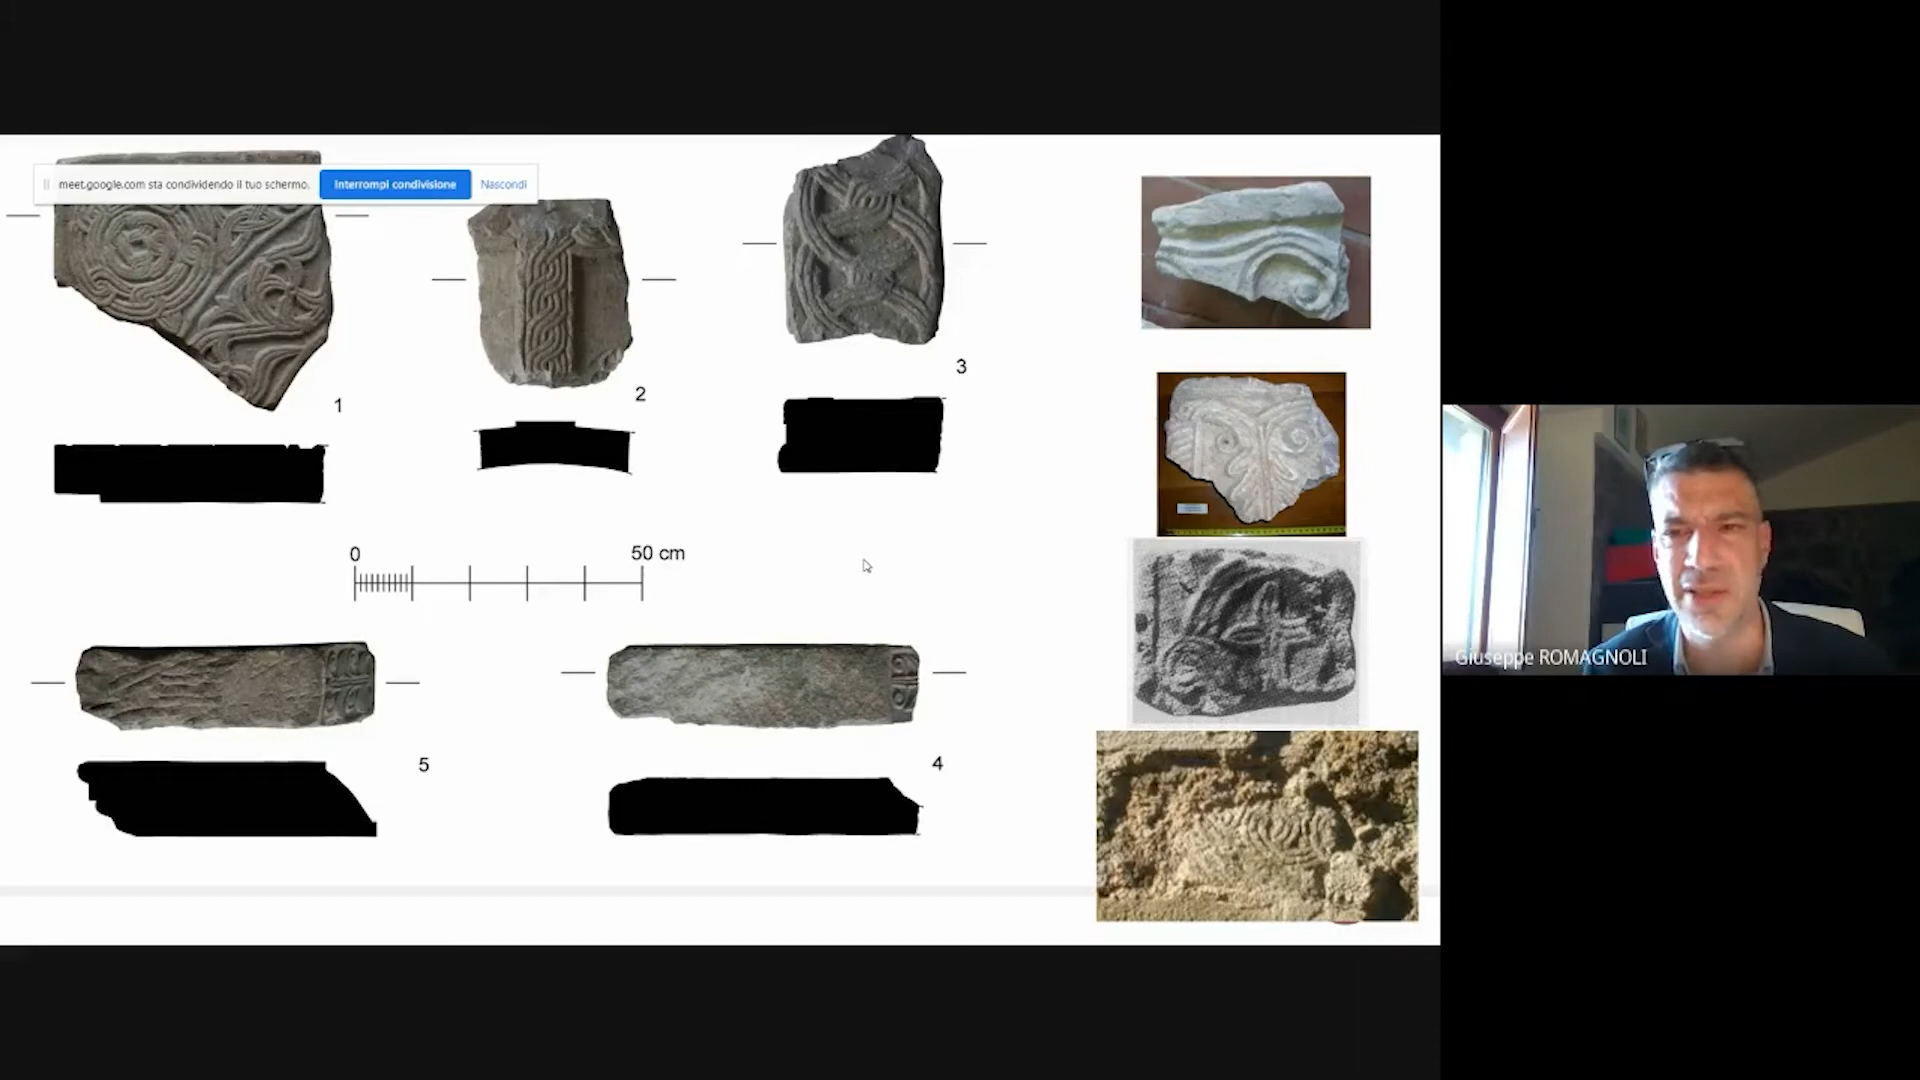 meet.google.com sta condividendo il tuo schermo.
Interrompi condivisione
Nascondi
1
2
3
0
50 cm
5
4
Giuseppe ROMAGNOLI